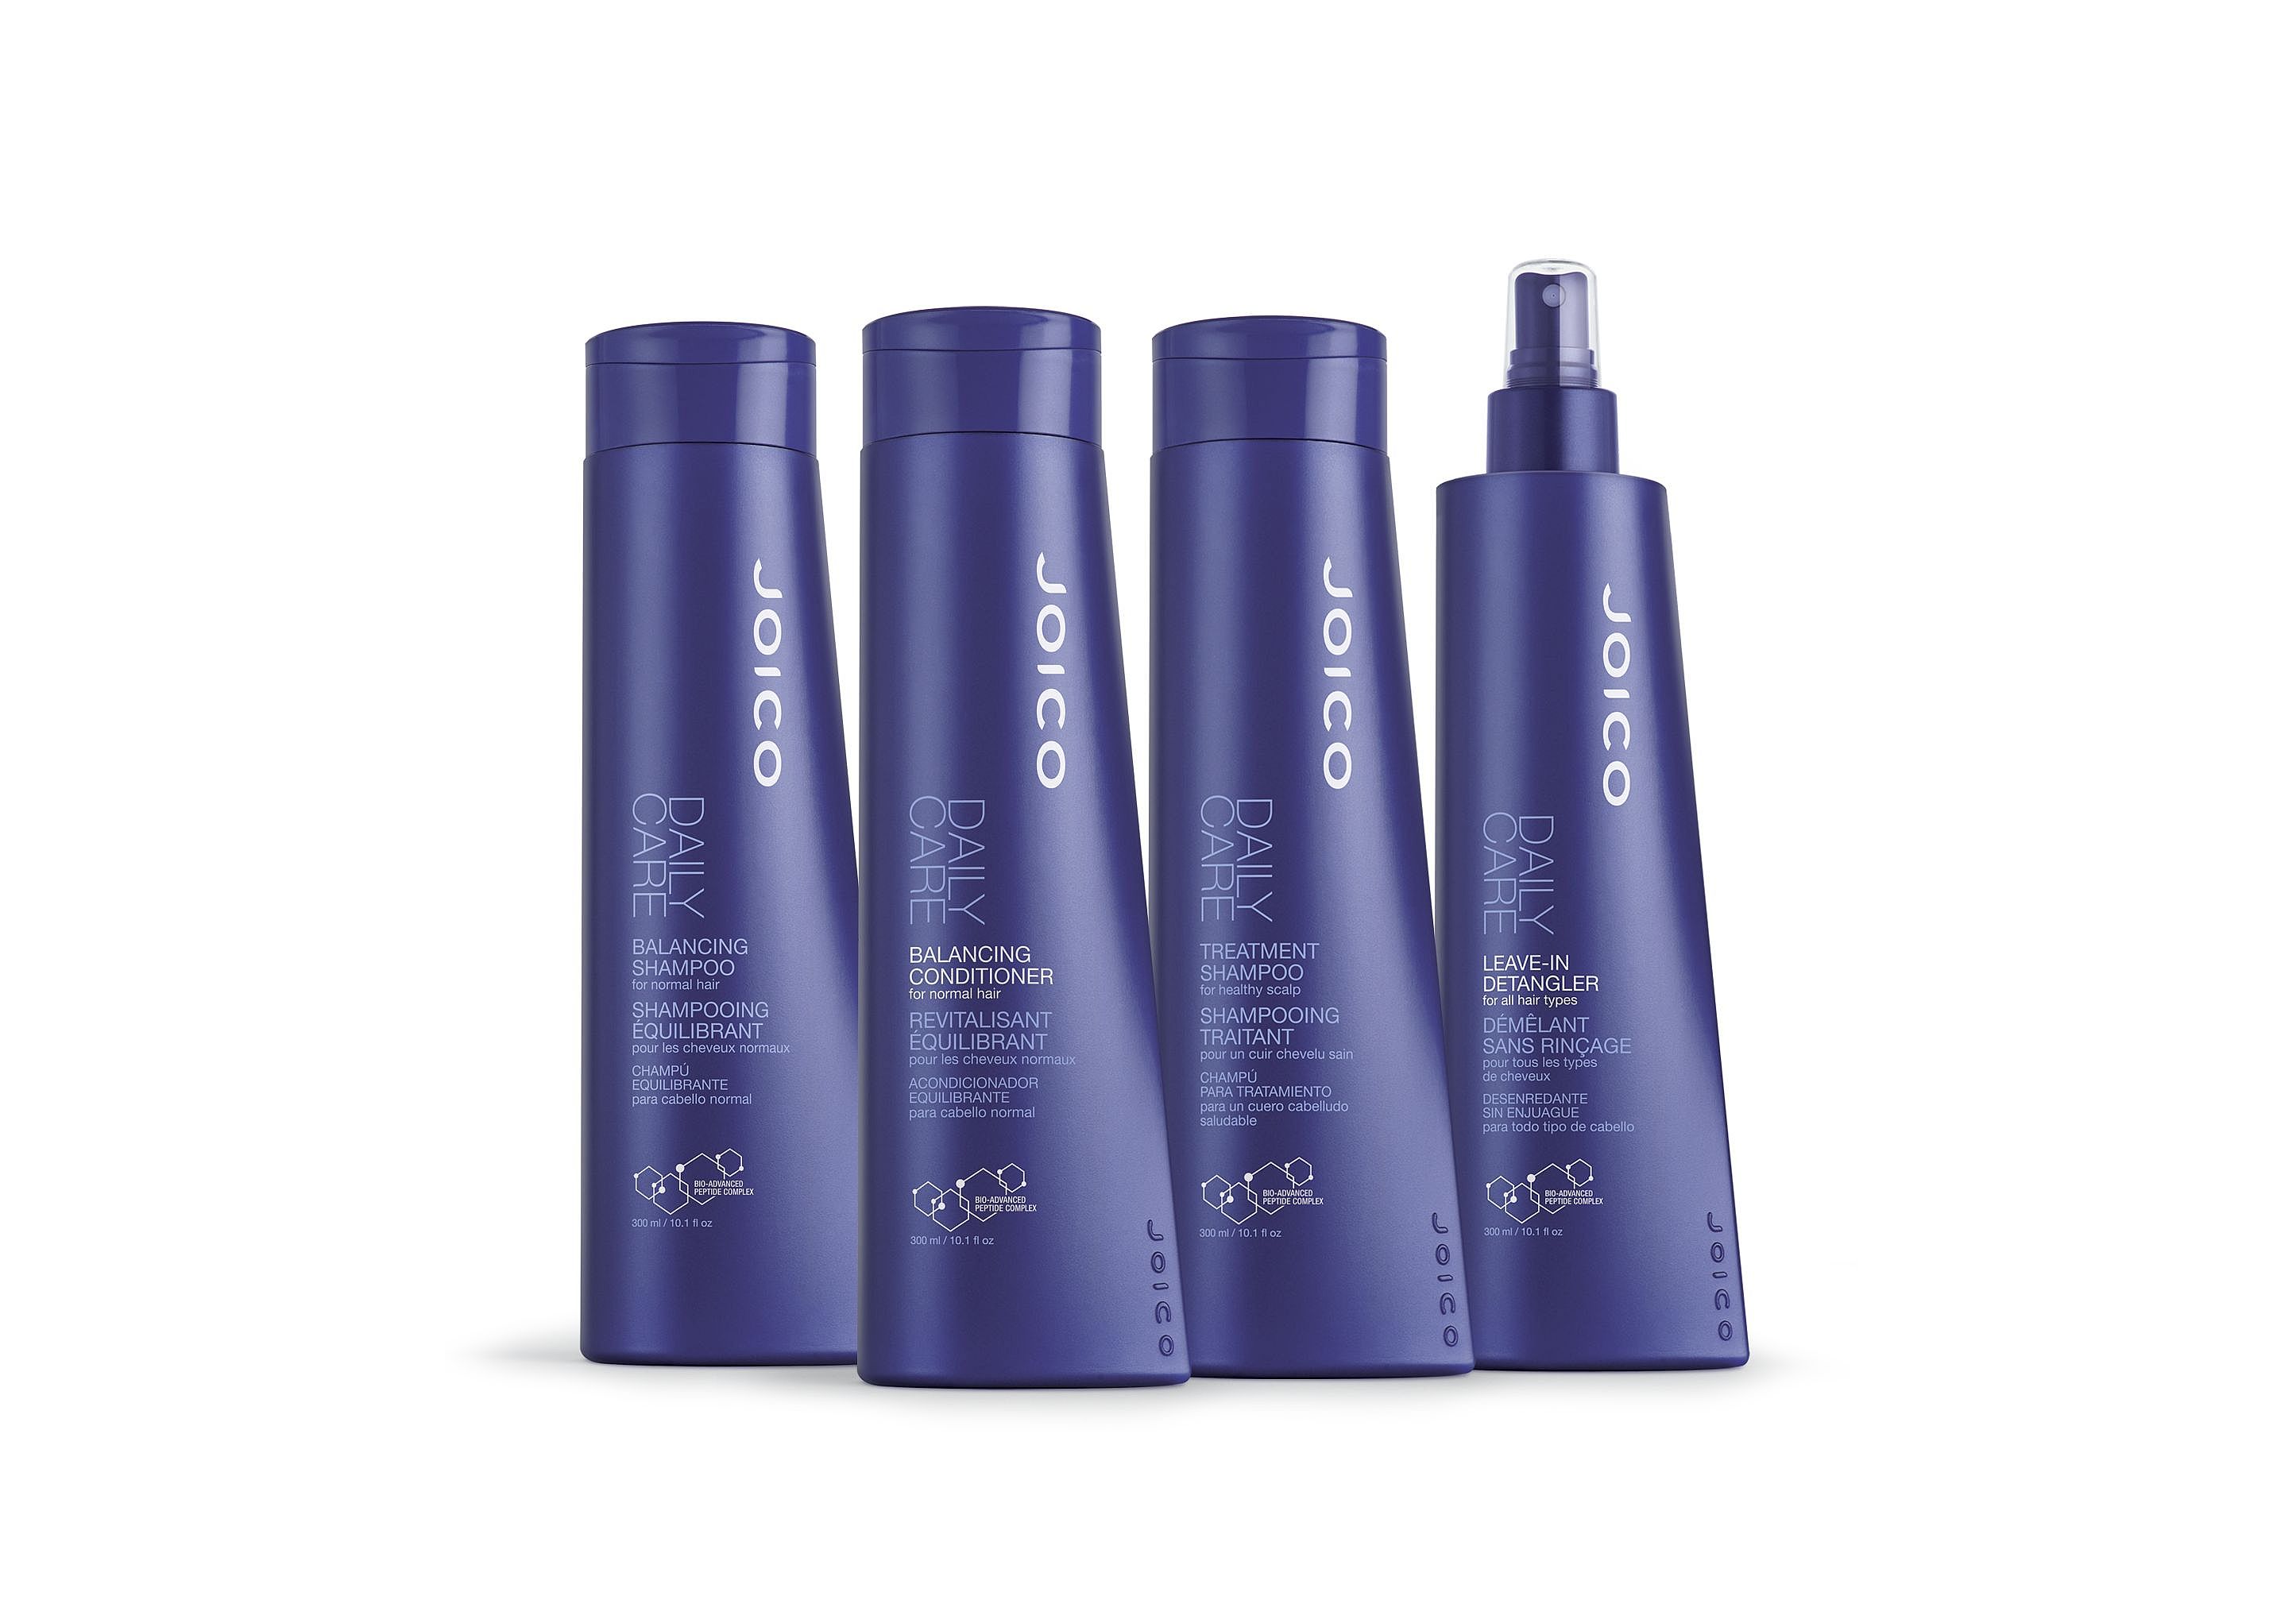 JOICO
DAILY
CARE
BALANCING
SHAMPOO
for normal hair
SHAMPOOING
ÉQUILIBRANT
pour les cheveux normaux
CHAMPÚ
EQUILIBRANTE
para cabello normal
BIO-ADVANCED
PEPTIDE COMPLEX
300 ml / 10.1 fl oz
JOICO
DAILY
CARE
BALANCING
CONDITIONER
for normal hair
REVITALISANT
ÉQUILIBRANT
pour les cheveux normaux
ACONDICIONADOR
EQUILIBRANTE
para cabello normal
BIO-ADVANCED
PEPTIDE COMPLEX
300 ml / 10.1 fl oz
JOICO
JOICO
DAILY
CARE
TREATMENT
SHAMPOO
for healthy scalp
SHAMPOOING
TRAITANT
pour un cuir chevelu sain
CHAMPÚ
PARA TRATAMIENTO
para un cuero cabelludo
saludable
BIO-ADVANCED
PEPTIDE COMPLEX
300 ml / 10.1 fl oz
JOICO
JOICO
DAILY
CARE
LEAVE-IN
DETANGLER
for all hair types
DÉMÊLANT
SANS RINÇAGE
pour tous les types
de cheveux
DESENREDANTE
SIN ENJUAGUE
para todo tipo de cabello
BIO-ADVANCED
PEPTIDE COMPLEX
300 ml / 10.1 fl oz
JOICO